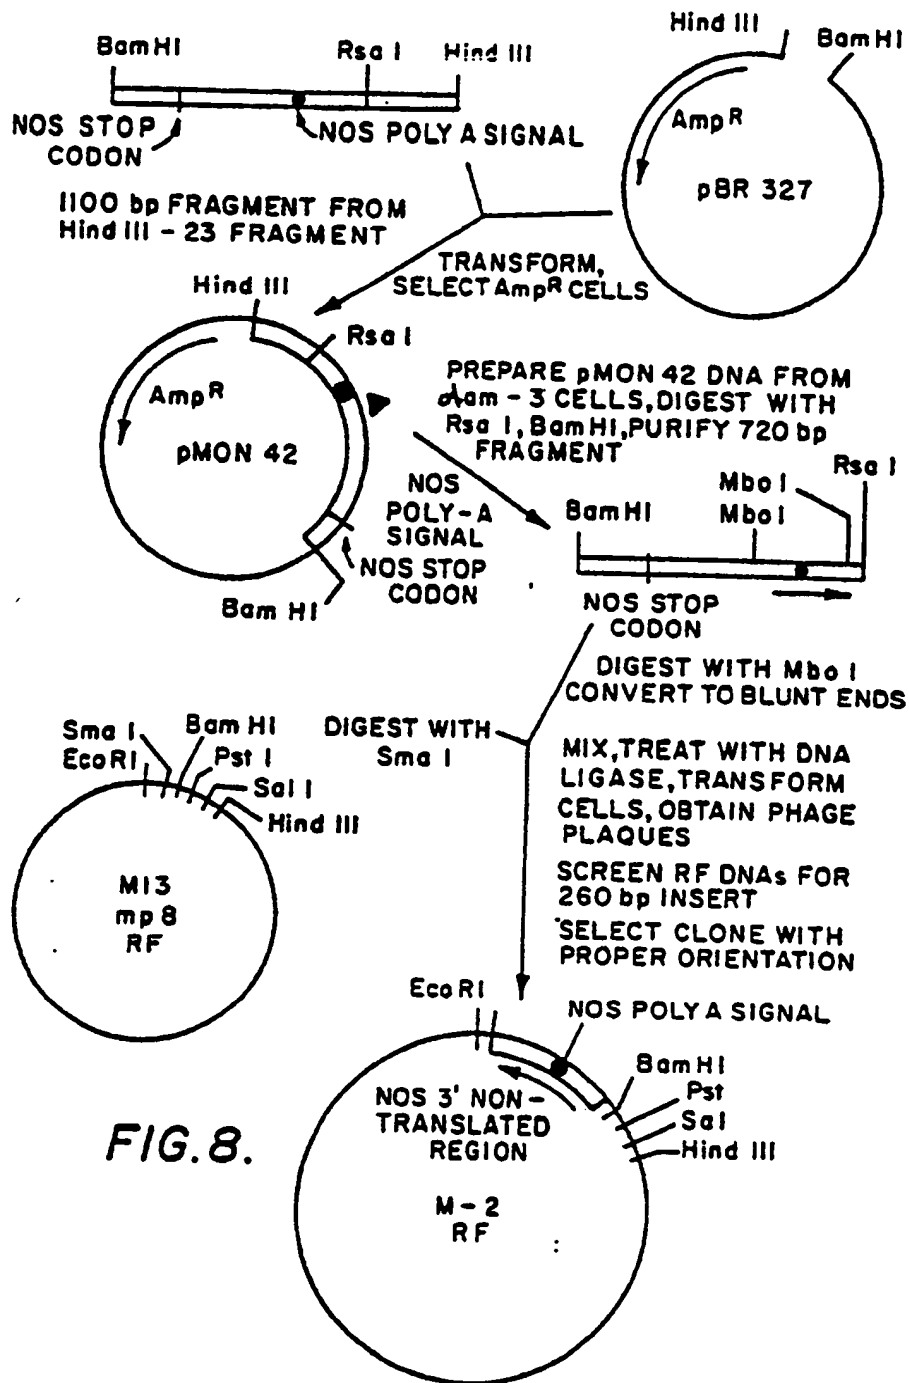 BamHI
Rsa I
Hind III
NOS STOP
CODON
NOS POLY A SIGNAL
1100 bp FRAGMENT FROM
Hind III - 23 FRAGMENT
Hind III
BamHI
AmpR
pBR 327
TRANSFORM,
SELECT AmpR CELLS
Hind III
Rsa I
AmpR
pMON 42
NOS
POLY-A
SIGNAL
NOS STOP
CODON
Bam HI
PREPARE pMON 42 DNA FROM
dam - 3 CELLS, DIGEST WITH
Rsa I, BamHI, PURIFY 720 bp
FRAGMENT
BamHI
Mbo I
Mbo I
Rsa I
NOS STOP
CODON
DIGEST WITH Mbo I
CONVERT TO BLUNT ENDS
DIGEST WITH
Sma I
Sma I
EcoRI
Bam HI
Pst I
Sal I
Hind III
M13
mp 8
RF
MIX, TREAT WITH DNA
LIGASE, TRANSFORM
CELLS, OBTAIN PHAGE
PLAQUES
SCREEN RF DNAs FOR
260 bp INSERT
SELECT CLONE WITH
PROPER ORIENTATION
Eco RI
NOS POLY A SIGNAL
BamHI
Pst
Sal
Hind III
NOS 3' NON-
TRANSLATED
REGION
M-2
RF
FIG. 8.